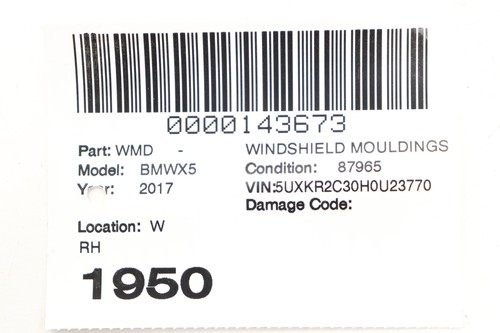 0000143673
Part: WMD - WINDSHIELD MOULDINGS
Model: BMWX5 Condition: 87965
Year: 2017 VIN:5UXKR2C30H0U23770
Damage Code:
Location: W
RH
1950